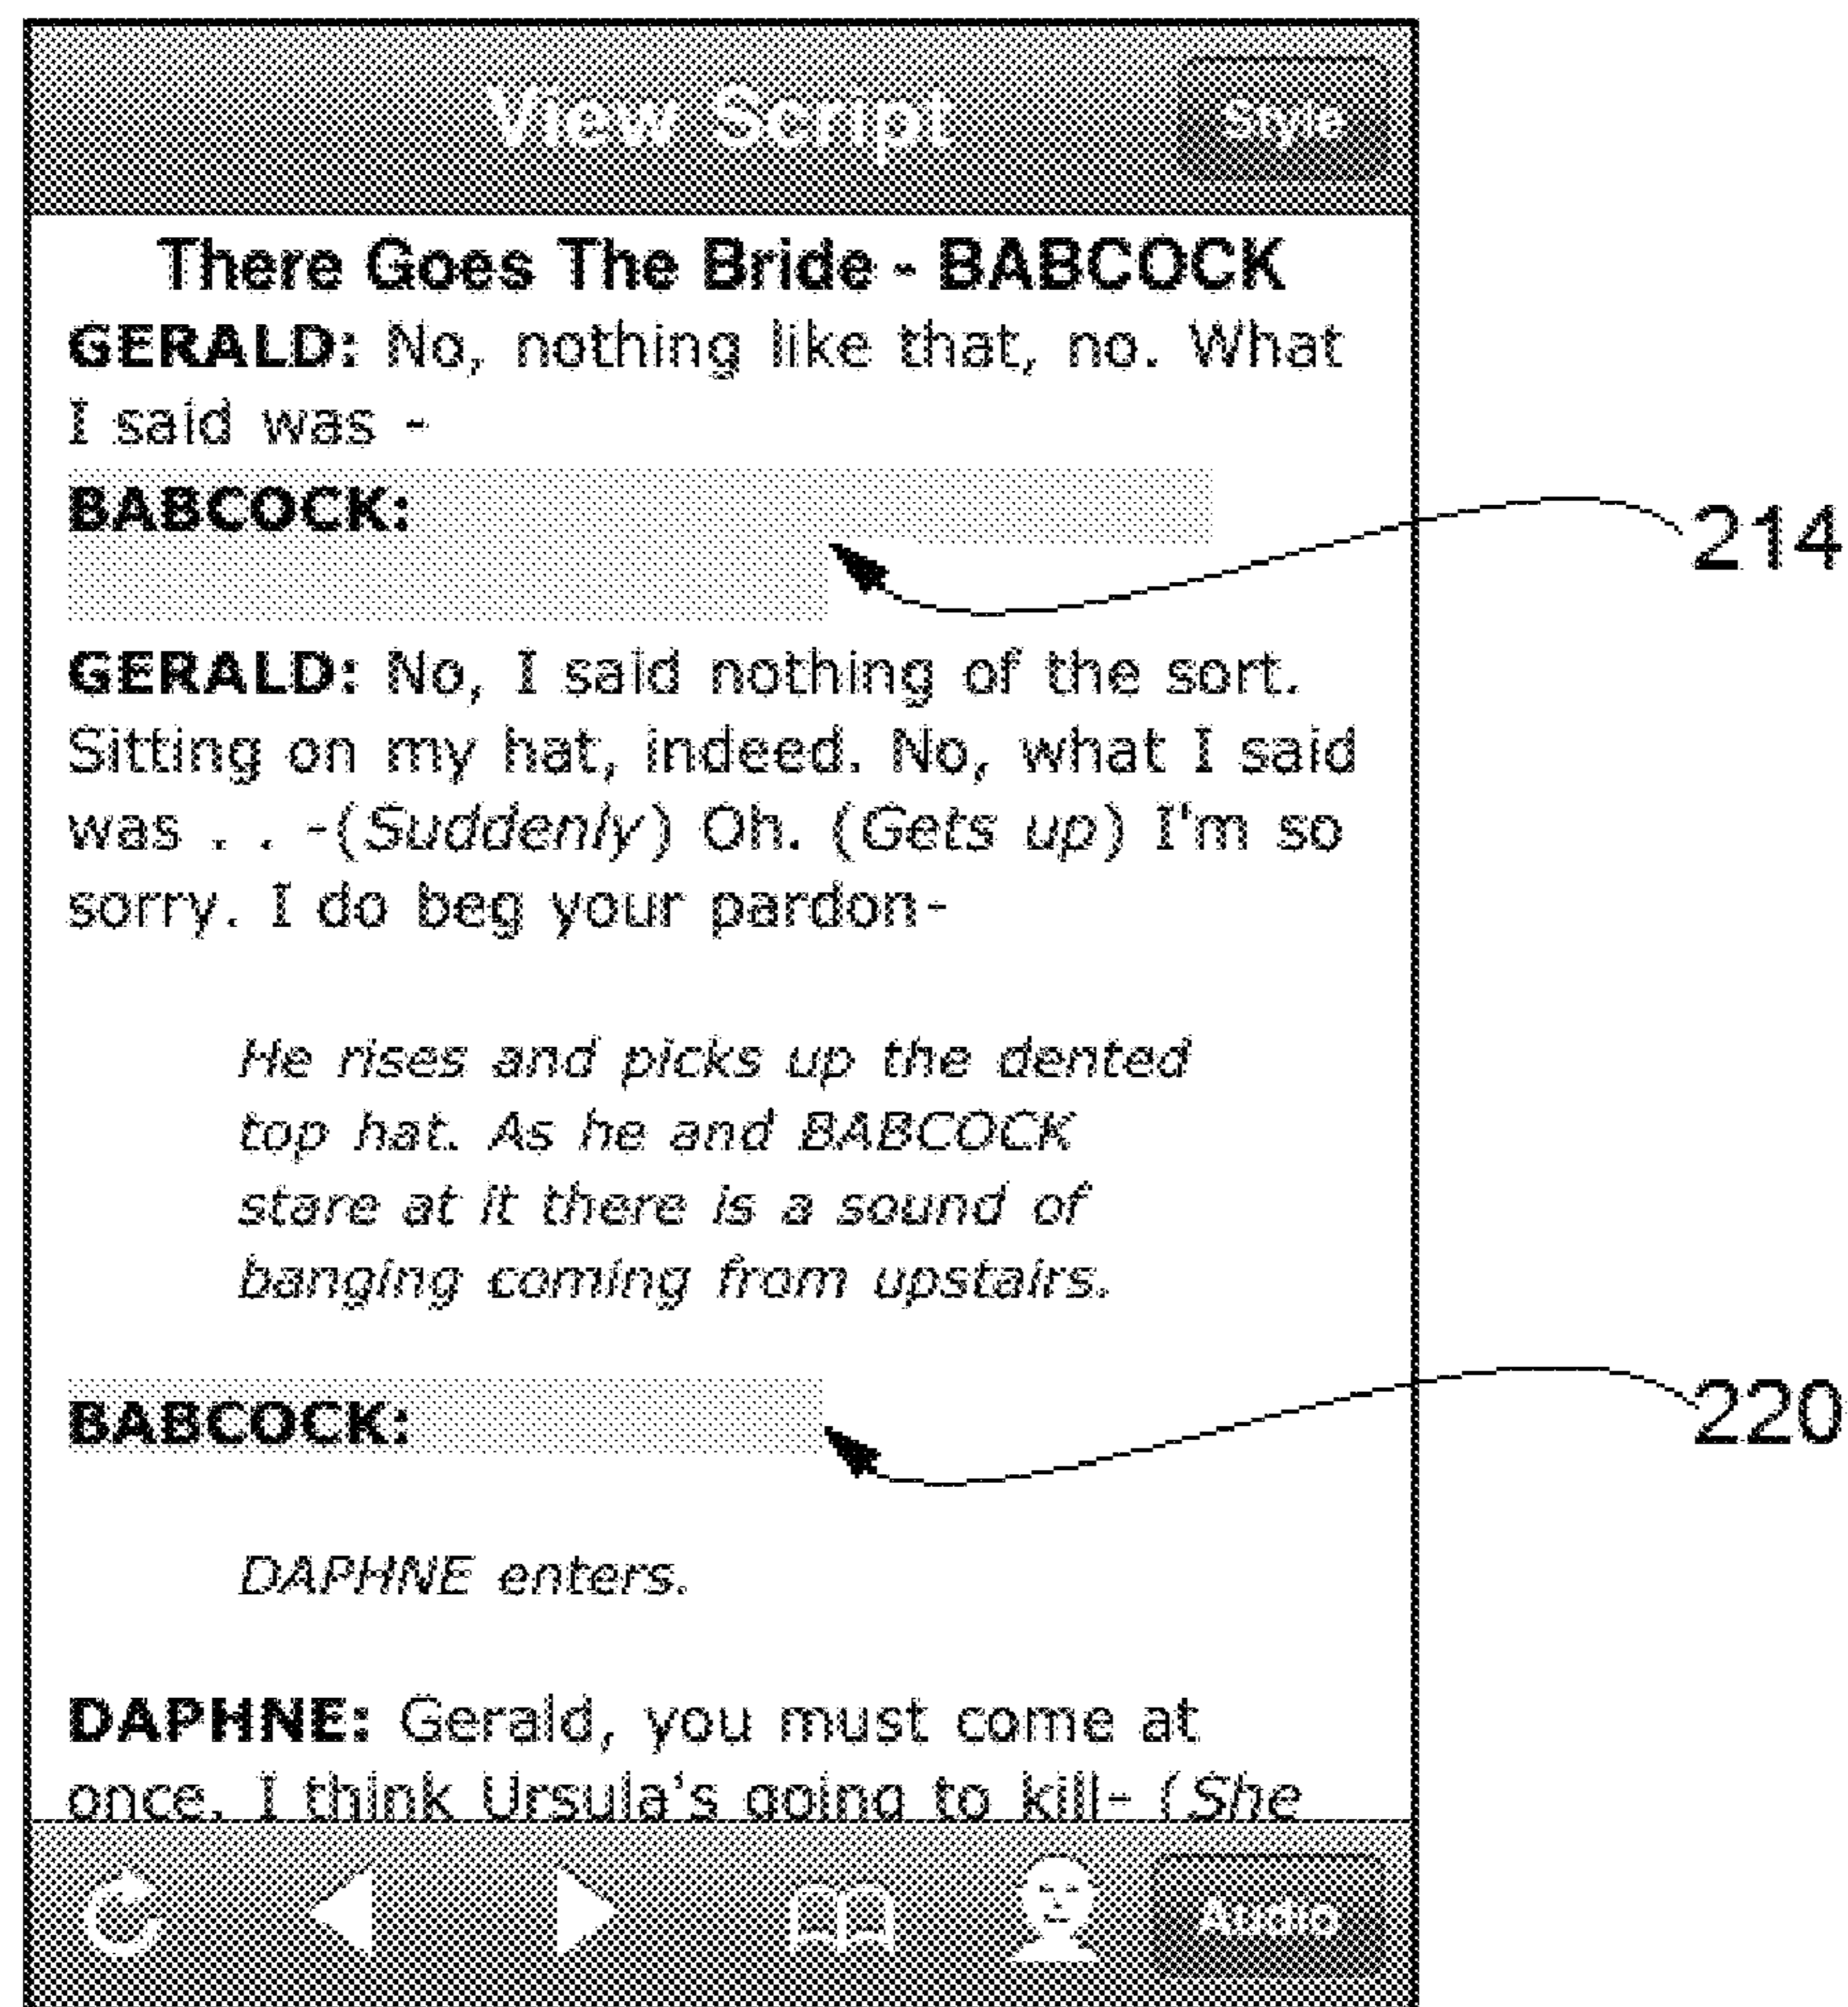 View Script
Style
There Goes The Bride - BABCOCK
GERALD: No, nothing like that, no. What
I said was -
BABCOCK:
214
GERALD: No, I said nothing of the sort.
Sitting on my hat, indeed. No, what I said
was . . -(Suddenly) Oh. (Gets up) I'm so
sorry. I do beg your pardon-
He rises and picks up the dented
top hat. As he and BABCOCK
stare at it there is a sound of
banging coming from upstairs.
BABCOCK:
220
DAPHNE enters.
DAPHNE: Gerald, you must come at
once. I think Ursula's going to kill- (She
Audio